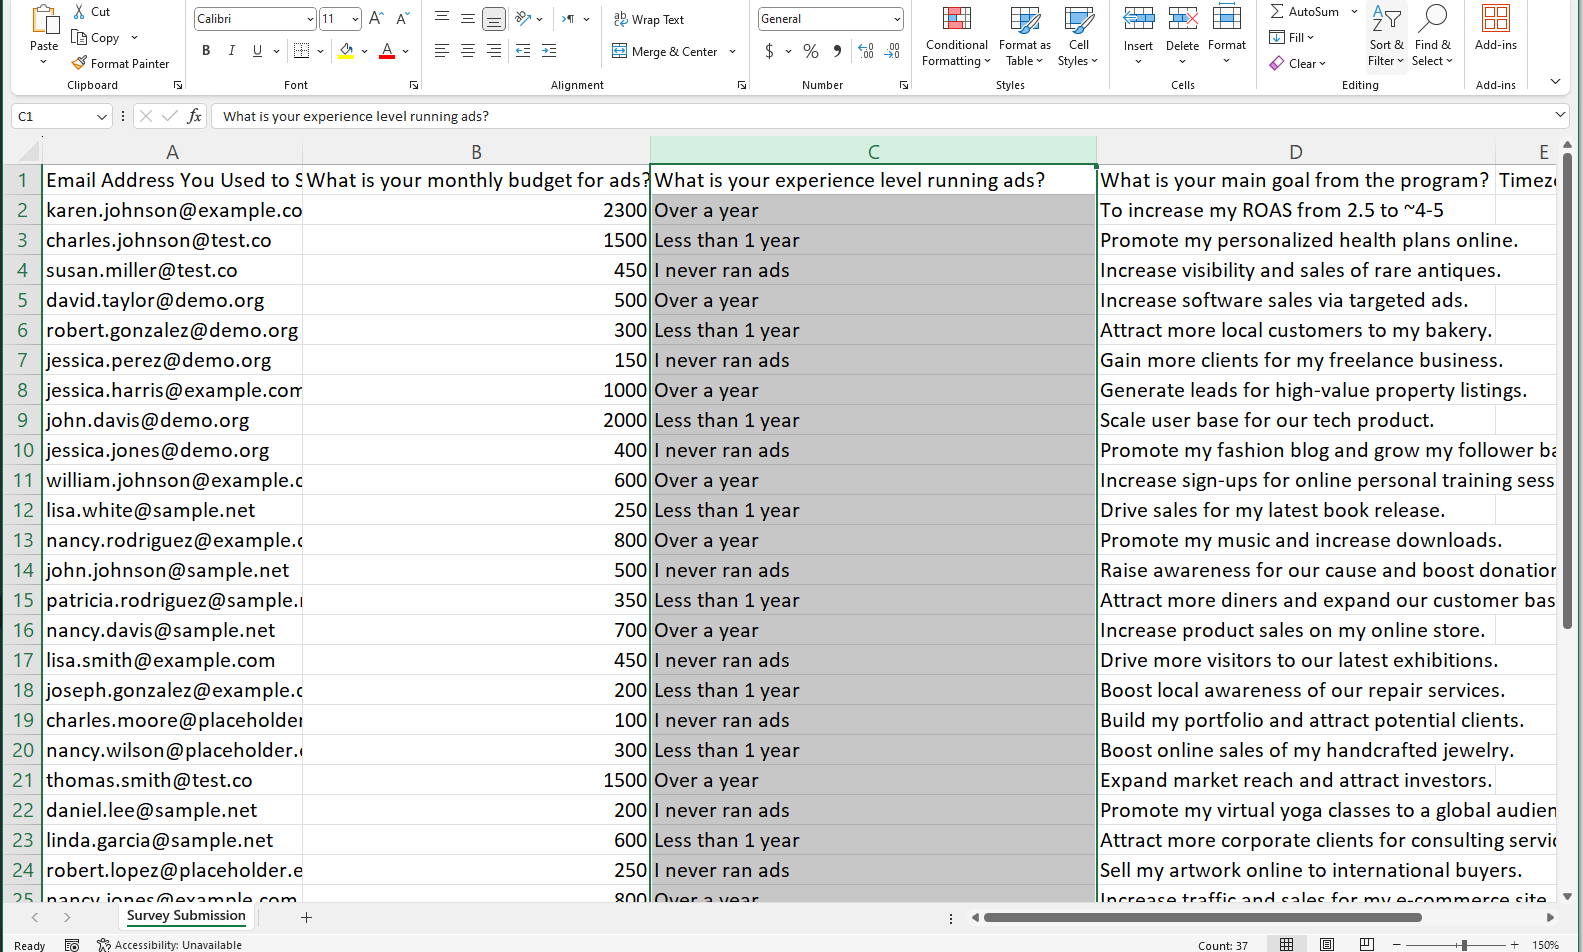 Cut
Copy
Format Painter
Paste
Clipboard
Calibri 11 A A
B I U A
Font
ab Wrap Text
Merge & Center
Alignment
General
$ % 9 .00 .00
Number
Conditional Formatting
Format as Table
Cell Styles
Styles
Insert Delete Format
Cells
AutoSum
Fill
Clear
Sort & Filter
Find & Select
Editing
Add-ins
Add-ins
C1 fx What is your experience level running ads?
A B C D E
1 Email Address You Used to S What is your monthly budget for ads? What is your experience level running ads? What is your main goal from the program? Timez
2 karen.johnson@example.co 2300 Over a year To increase my ROAS from 2.5 to ~4-5
3 charles.johnson@test.co 1500 Less than 1 year Promote my personalized health plans online.
4 susan.miller@test.co 450 I never ran ads Increase visibility and sales of rare antiques.
5 david.taylor@demo.org 500 Over a year Increase software sales via targeted ads.
6 robert.gonzalez@demo.org 300 Less than 1 year Attract more local customers to my bakery.
7 jessica.perez@demo.org 150 I never ran ads Gain more clients for my freelance business.
8 jessica.harris@example.com 1000 Over a year Generate leads for high-value property listings.
9 john.davis@demo.org 2000 Less than 1 year Scale user base for our tech product.
10 jessica.jones@demo.org 400 I never ran ads Promote my fashion blog and grow my follower ba
11 william.johnson@example.c 600 Over a year Increase sign-ups for online personal training sess
12 lisa.white@sample.net 250 Less than 1 year Drive sales for my latest book release.
13 nancy.rodriguez@example.c 800 Over a year Promote my music and increase downloads.
14 john.johnson@sample.net 500 I never ran ads Raise awareness for our cause and boost donation
15 patricia.rodriguez@sample. 350 Less than 1 year Attract more diners and expand our customer bas
16 nancy.davis@sample.net 700 Over a year Increase product sales on my online store.
17 lisa.smith@example.com 450 I never ran ads Drive more visitors to our latest exhibitions.
18 joseph.gonzalez@example.c 200 Less than 1 year Boost local awareness of our repair services.
19 charles.moore@placeholder 100 I never ran ads Build my portfolio and attract potential clients.
20 nancy.wilson@placeholder. 300 Less than 1 year Boost online sales of my handcrafted jewelry.
21 thomas.smith@test.co 1500 Over a year Expand market reach and attract investors.
22 daniel.lee@sample.net 200 I never ran ads Promote my virtual yoga classes to a global audien
23 linda.garcia@sample.net 600 Less than 1 year Attract more corporate clients for consulting servic
24 robert.lopez@placeholder.e 250 I never ran ads Sell my artwork online to international buyers.
25 nancy.jones@example.com 800 Over a year Increase traffic and sales for my e-commerce site.
Survey Submission
Ready Accessibility: Unavailable Count: 37 150%